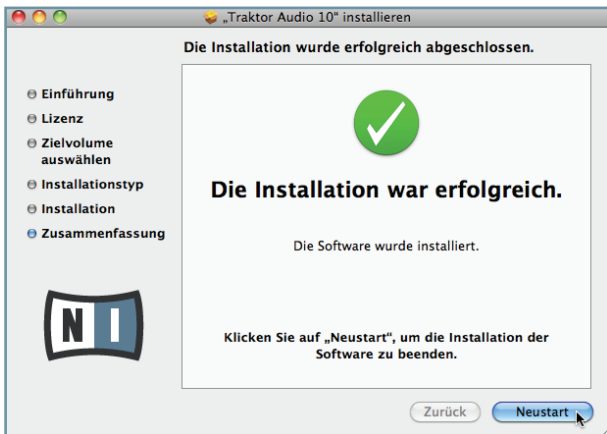 „Traktor Audio 10“ installieren
Die Installation wurde erfolgreich abgeschlossen.
Einführung
Lizenz
Zielvolume
auswählen
Installationstyp
Installation
Zusammenfassung
NI
Die Installation war erfolgreich.
Die Software wurde installiert.
Klicken Sie auf „Neustart“, um die Installation der
Software zu beenden.
Zurück
Neustart